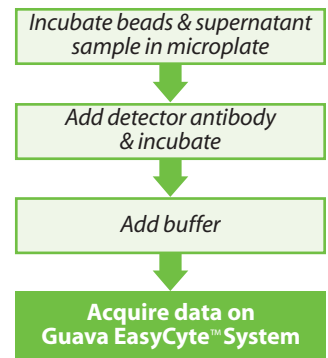 Incubate beads & supernatant
sample in microplate
Add detector antibody
& incubate
Add buffer
Acquire data on
Guava EasyCyte™ System